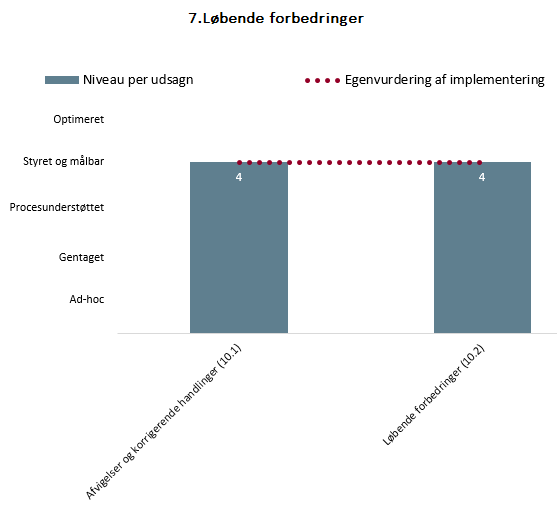 7.Løbende forbedringer
Niveau per udsagn
Egenvurdering af implementering
Optimeret
Styret og målbar
Procesunderstøttet
Gentaget
Ad-hoc
4
4
Afvigelser og korrigerende handlinger (10.1)
Løbende forbedringer (10.2)